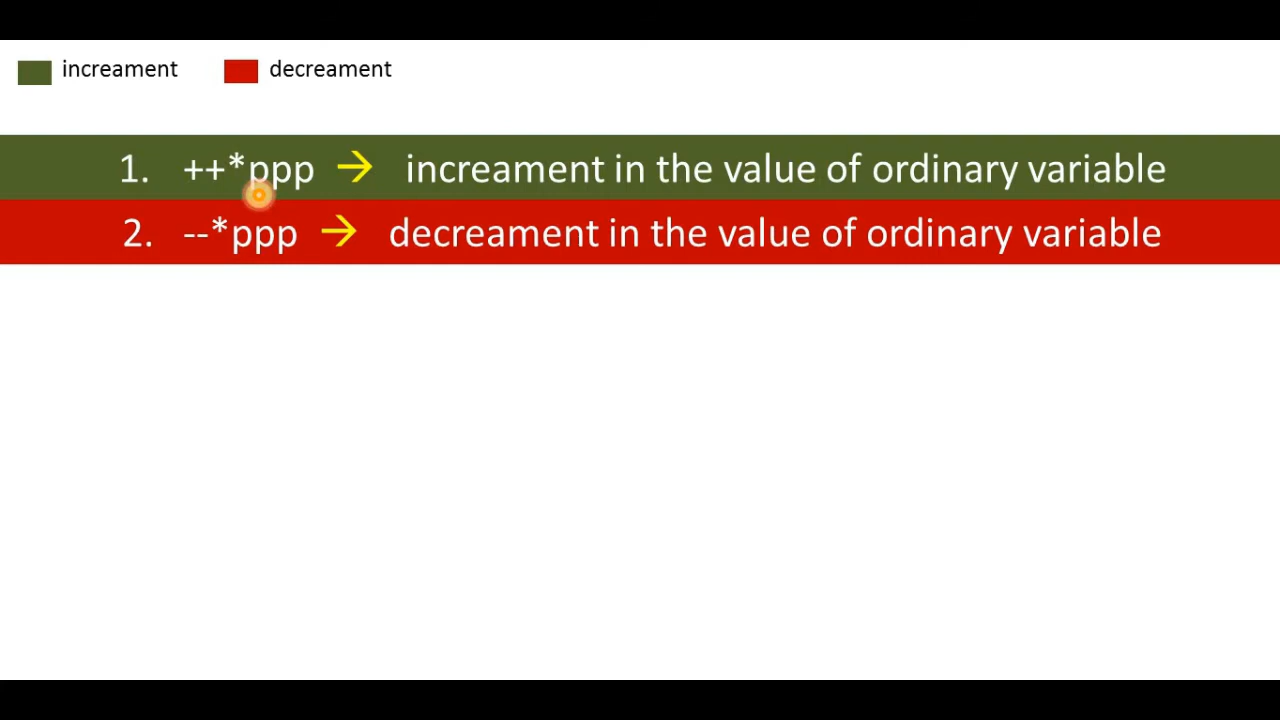 increament decreament
1. ++*ppp → increament in the value of ordinary variable
2. --*ppp → decreament in the value of ordinary variable